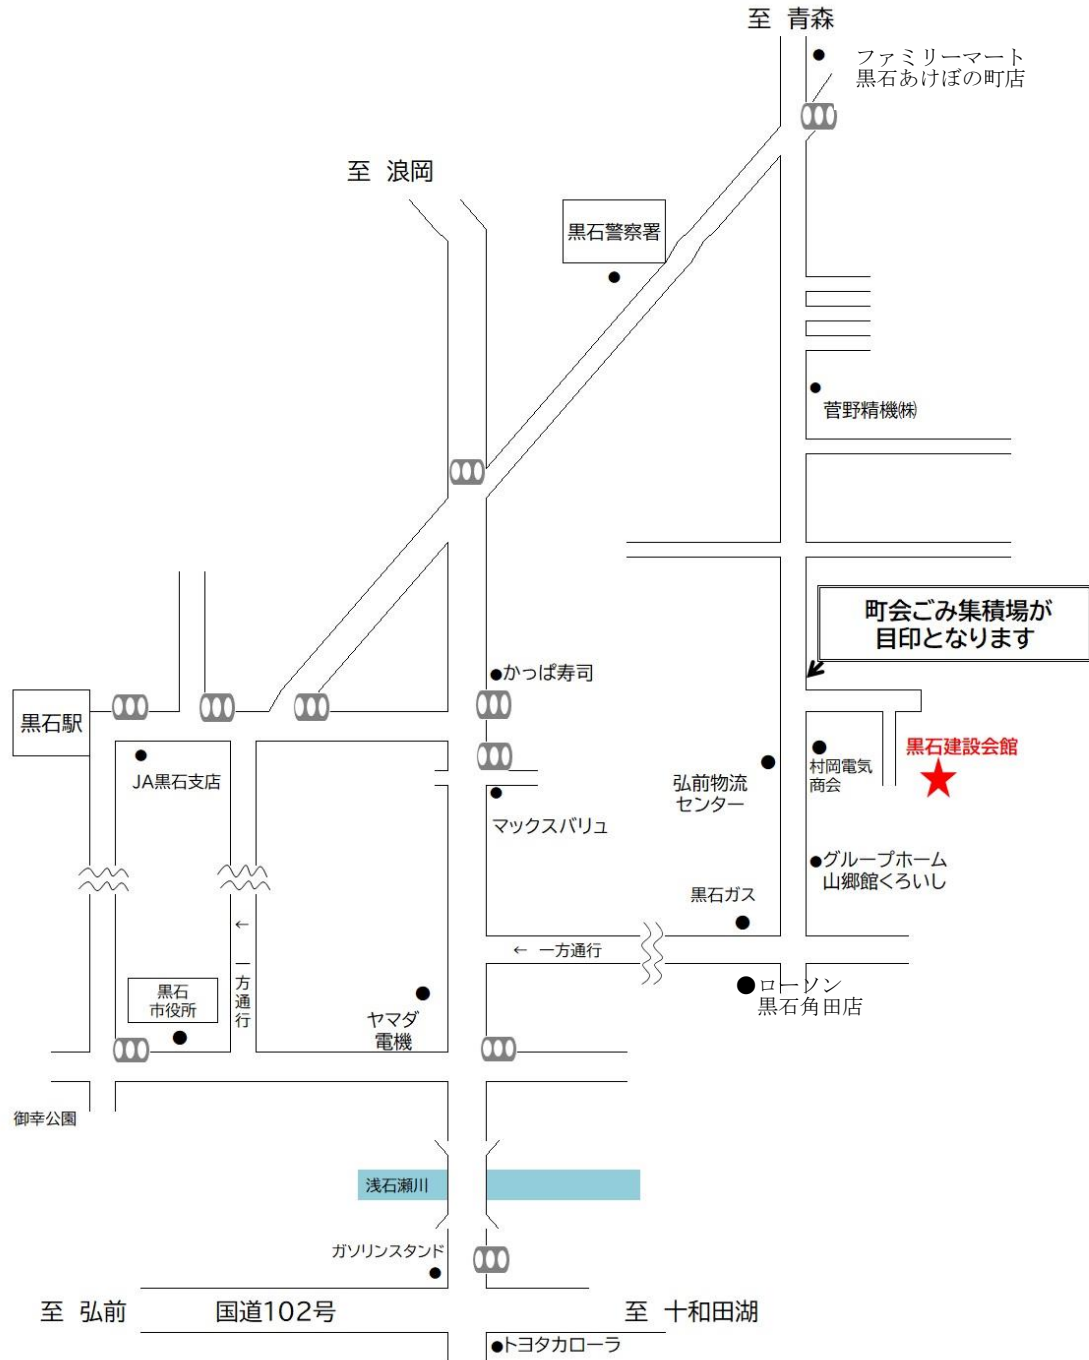 至 青森
ファミリーマート
黒石あけぼの町店
至 浪岡
黒石警察署
菅野精機㈱
町会ごみ集積場が
目印となります
かっぱ寿司
黒石駅
黒石建設会館
JA黒石支店
村岡電気
商会
弘前物流
センター
マックスバリュ
グループホーム
山郷館くろいし
黒石ガス
← 一方通行
← 一方通行
黒石
市役所
ローソン
黒石角田店
ヤマダ
電機
御幸公園
浅石瀬川
ガソリンスタンド
至 弘前
国道102号
至 十和田湖
トヨタカローラ